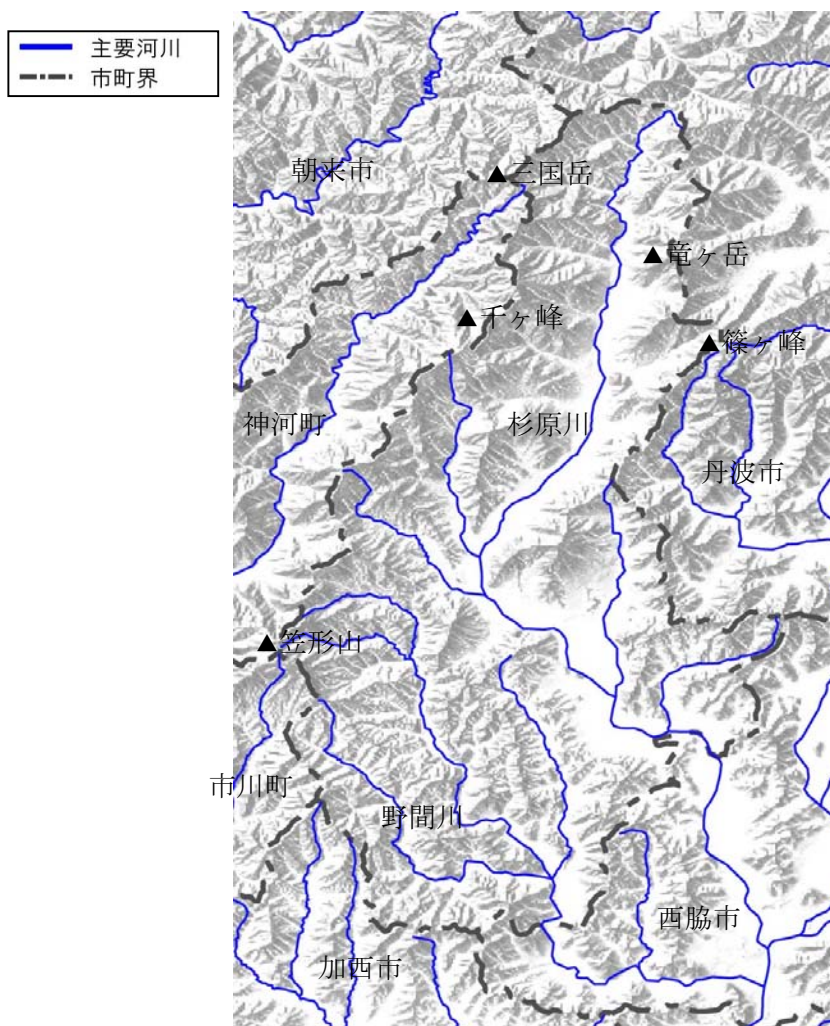 主要河川
市町界
朝来市
▲三国岳
▲竜ヶ岳
▲千ヶ峰
▲篠ヶ峰
神河町
杉原川
丹波市
▲笠形山
市川町
野間川
西脇市
加西市